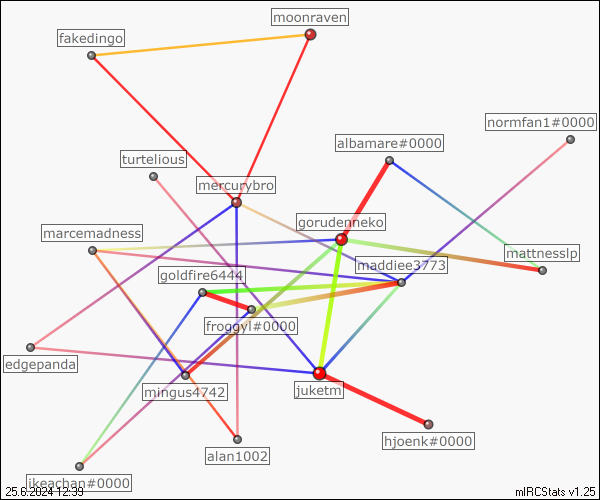 moonraven
fakedingo
normfan1#0000
albamare#0000
turtelious
mercurybro
gorudenneko
marcemadness
mattnesslp
maddiee3773
goldfire6444
froggyl#0000
edgepanda
mingus4742
juketm
hjoenk#0000
alan1002
ikeachan#0000
25.6.2024 12:39
mIRCStats v1.25